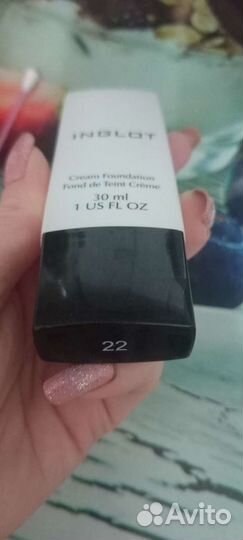 INGLOT
Cream Foundation
Fond de Teint Crème
30 ml
1 US FL OZ
22
Avito